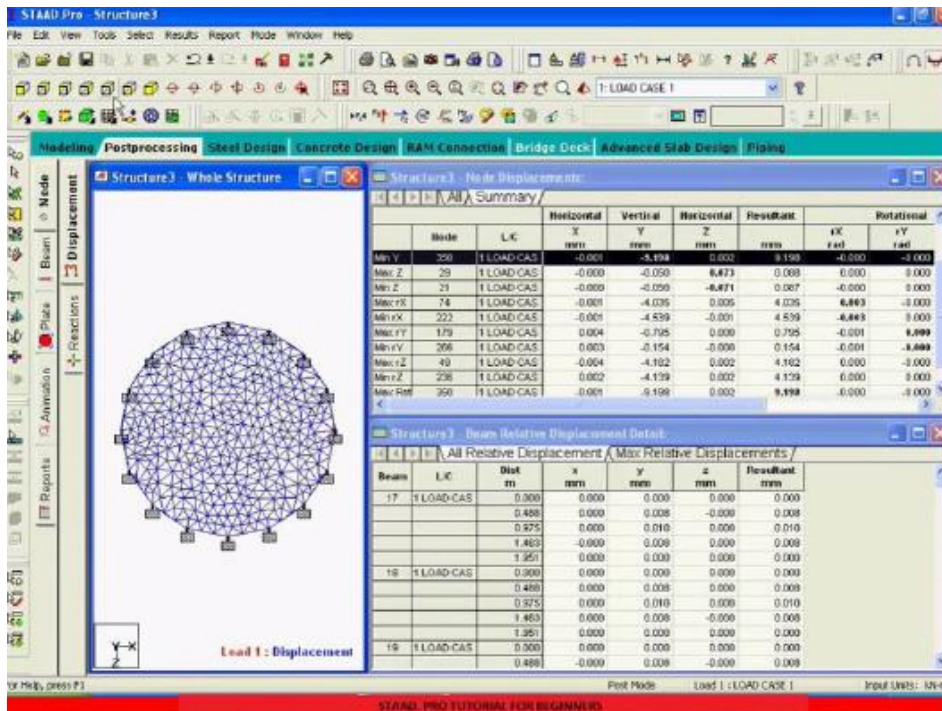 STAAD.Pro - Structure3
File Edit View Tools Select Results Report Mode Window Help
1: LOAD CASE 1
Modeling Postprocessing Steel Design Concrete Design RAM Connection Bridge Deck Advanced Slab Design Piping
Node
Displacement
Beam
Reactions
Plate
Animation
Reports
Structure3 - Whole Structure
Load 1 : Displacement
Structure3 - Node Displacements:
All Summary
Horizontal Vertical Horizontal Resultant Rotational
Node L/C X mm Y mm Z mm mm rX rad rY rad
Min Y 350 1 LOAD CAS -0.001 -9.198 0.002 9.198 -0.000 -0.000
Max Z 29 1 LOAD CAS -0.000 -0.050 0.073 0.088 0.000 0.000
Min Z 21 1 LOAD CAS -0.000 -0.050 -0.071 0.087 -0.000 0.000
Max rX 74 1 LOAD CAS -0.001 -4.035 0.005 4.035 0.003 -0.000
Min rX 222 1 LOAD CAS -0.001 -4.539 -0.001 4.539 -0.003 0.000
Max rY 179 1 LOAD CAS 0.004 -0.795 0.000 0.795 -0.001 0.000
Min rY 266 1 LOAD CAS 0.003 -0.154 -0.000 0.154 -0.000 -0.000
Max rZ 49 1 LOAD CAS -0.004 -4.182 0.002 4.182 0.000 0.000
Min rZ 236 1 LOAD CAS 0.002 -4.139 0.002 4.139 0.000 0.000
Max Rst 350 1 LOAD CAS -0.001 -9.198 0.002 9.198 -0.000 -0.000
Structure3 - Beam Relative Displacement Detail:
All Relative Displacement Max Relative Displacements
Beam L/C Dist m x mm y mm z mm Resultant mm
17 1 LOAD CAS 0.000 0.000 0.000 0.000 0.000
0.488 0.000 0.008 -0.000 0.008
0.975 0.000 0.010 -0.000 0.010
1.463 -0.000 0.008 -0.000 0.008
1.951 0.000 0.000 0.000 0.000
18 1 LOAD CAS 0.000 0.000 0.000 0.000 0.000
0.488 0.000 0.008 0.000 0.008
0.975 0.000 0.010 0.000 0.010
1.463 0.000 0.008 -0.000 0.008
1.951 0.000 0.000 0.000 0.000
19 1 LOAD CAS 0.000 0.000 0.000 0.000 0.000
0.488 -0.000 0.008 -0.000 0.008
For Help, press F1 Post Mode Load 1 : LOAD CASE 1 Input Units: kN-
STAAD. PRO TUTORIAL FOR BEGINNERS